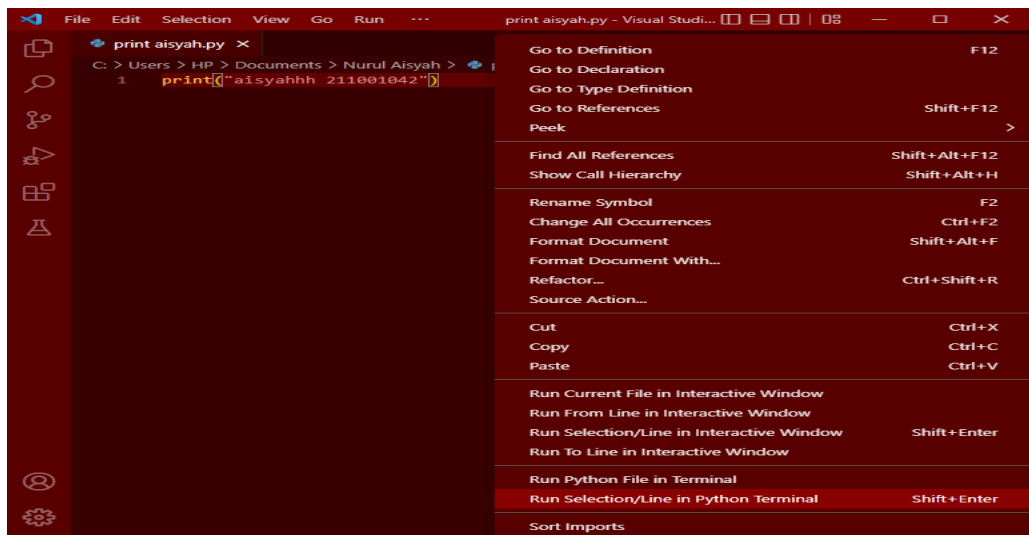 File Edit Selection View Go Run ··· print aisyah.py - Visual Studi...
print aisyah.py
C: > Users > HP > Documents > Nurul Aisyah >
1 print("aisyahhh 211001042")
Go to Definition F12
Go to Declaration
Go to Type Definition
Go to References Shift+F12
Peek >
Find All References Shift+Alt+F12
Show Call Hierarchy Shift+Alt+H
Rename Symbol F2
Change All Occurrences Ctrl+F2
Format Document Shift+Alt+F
Format Document With...
Refactor... Ctrl+Shift+R
Source Action...
Cut Ctrl+X
Copy Ctrl+C
Paste Ctrl+V
Run Current File in Interactive Window
Run From Line in Interactive Window
Run Selection/Line in Interactive Window Shift+Enter
Run To Line in Interactive Window
Run Python File in Terminal
Run Selection/Line in Python Terminal Shift+Enter
Sort Imports